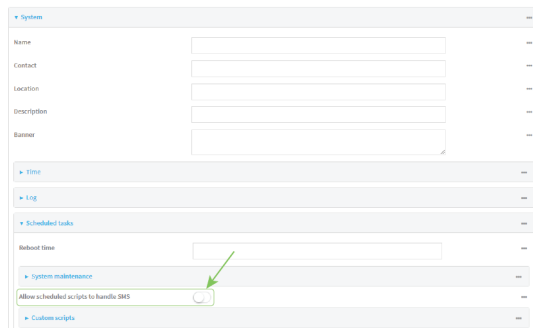 System
Name
Contact
Location
Description
Banner
Time
Log
Scheduled tasks
Reboot time
System maintenance
Allow scheduled scripts to handle SMS
Custom scripts